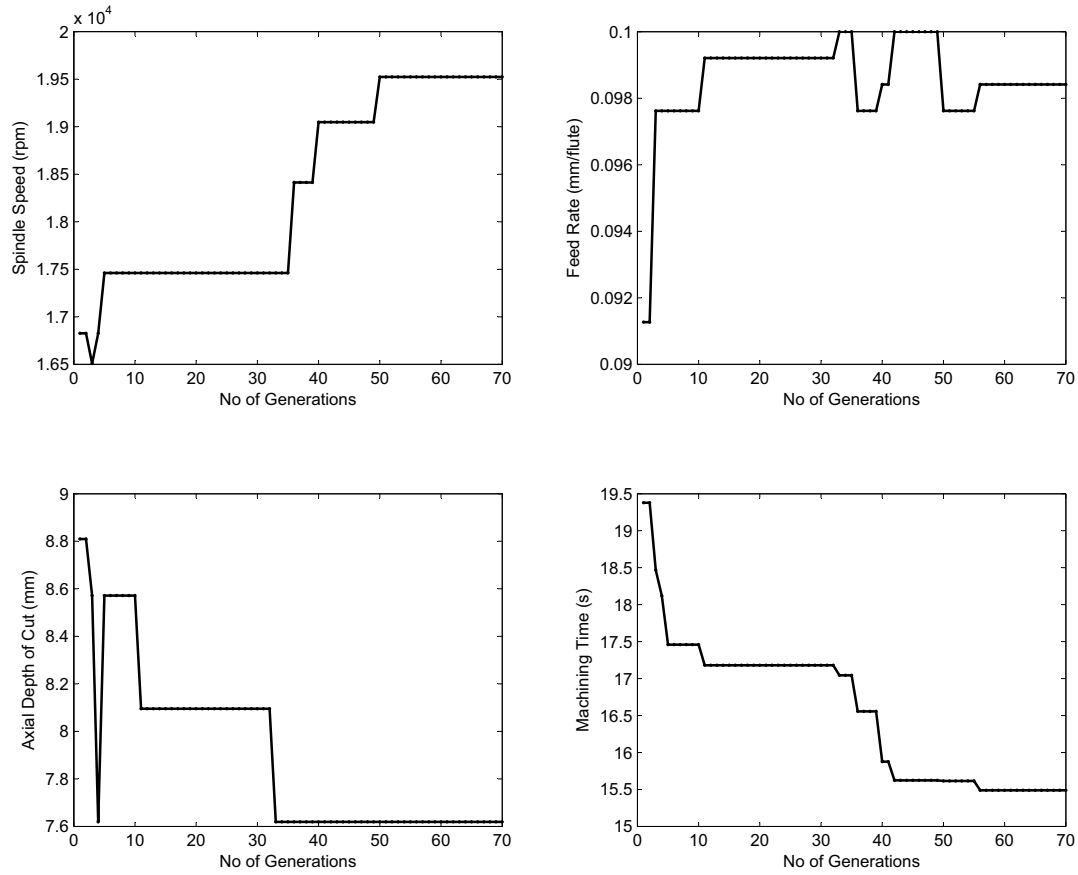 x 10⁴
2
1.95
1.9
1.85
1.8
1.75
1.7
1.65
0 10 20 30 40 50 60 70
No of Generations
Spindle Speed (rpm)
0.1
0.098
0.096
0.094
0.092
0.09
0 10 20 30 40 50 60 70
No of Generations
Feed Rate (mm/flute)
9
8.8
8.6
8.4
8.2
8
7.8
7.6
0 10 20 30 40 50 60 70
No of Generations
Axial Depth of Cut (mm)
19.5
19
18.5
18
17.5
17
16.5
16
15.5
15
0 10 20 30 40 50 60 70
No of Generations
Machining Time (s)